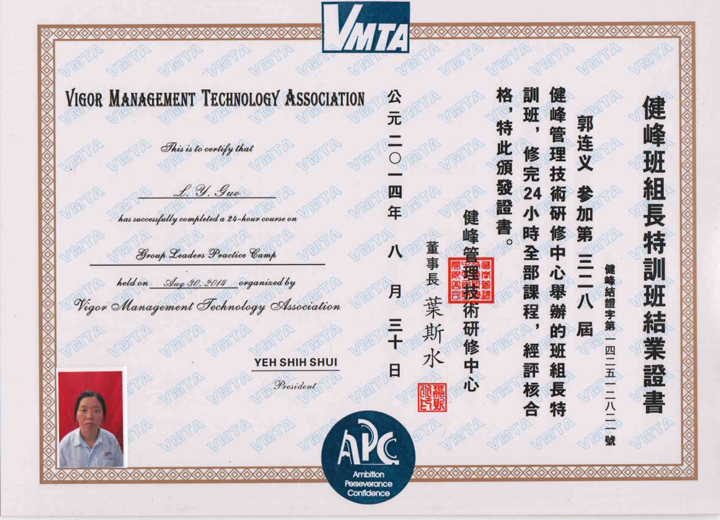 VMTA
VIGOR MANAGEMENT TECHNOLOGY ASSOCIATION
This is to certify that
L. Y. Guo
has successfully completed a 24-hour course on
Group Leaders Practice Camp
held on Aug 30, 2014 organized by
Vigor Management Technology Association
YEH SHIH SHUI
President
健峰班組長特訓班結業證書
健峰結證字第一四二五一二八二一號
郭连义 參加第 三二八 屆
健峰管理技術研修中心舉辦的班組長特
訓班，修完24小時全部課程，經評核合
格，特此頒發證書。
健峰管理技術研修中心
董事長 葉斯水
公元二〇一四年 八 月 三十 日
APC
Ambition
Perseverance
Confidence